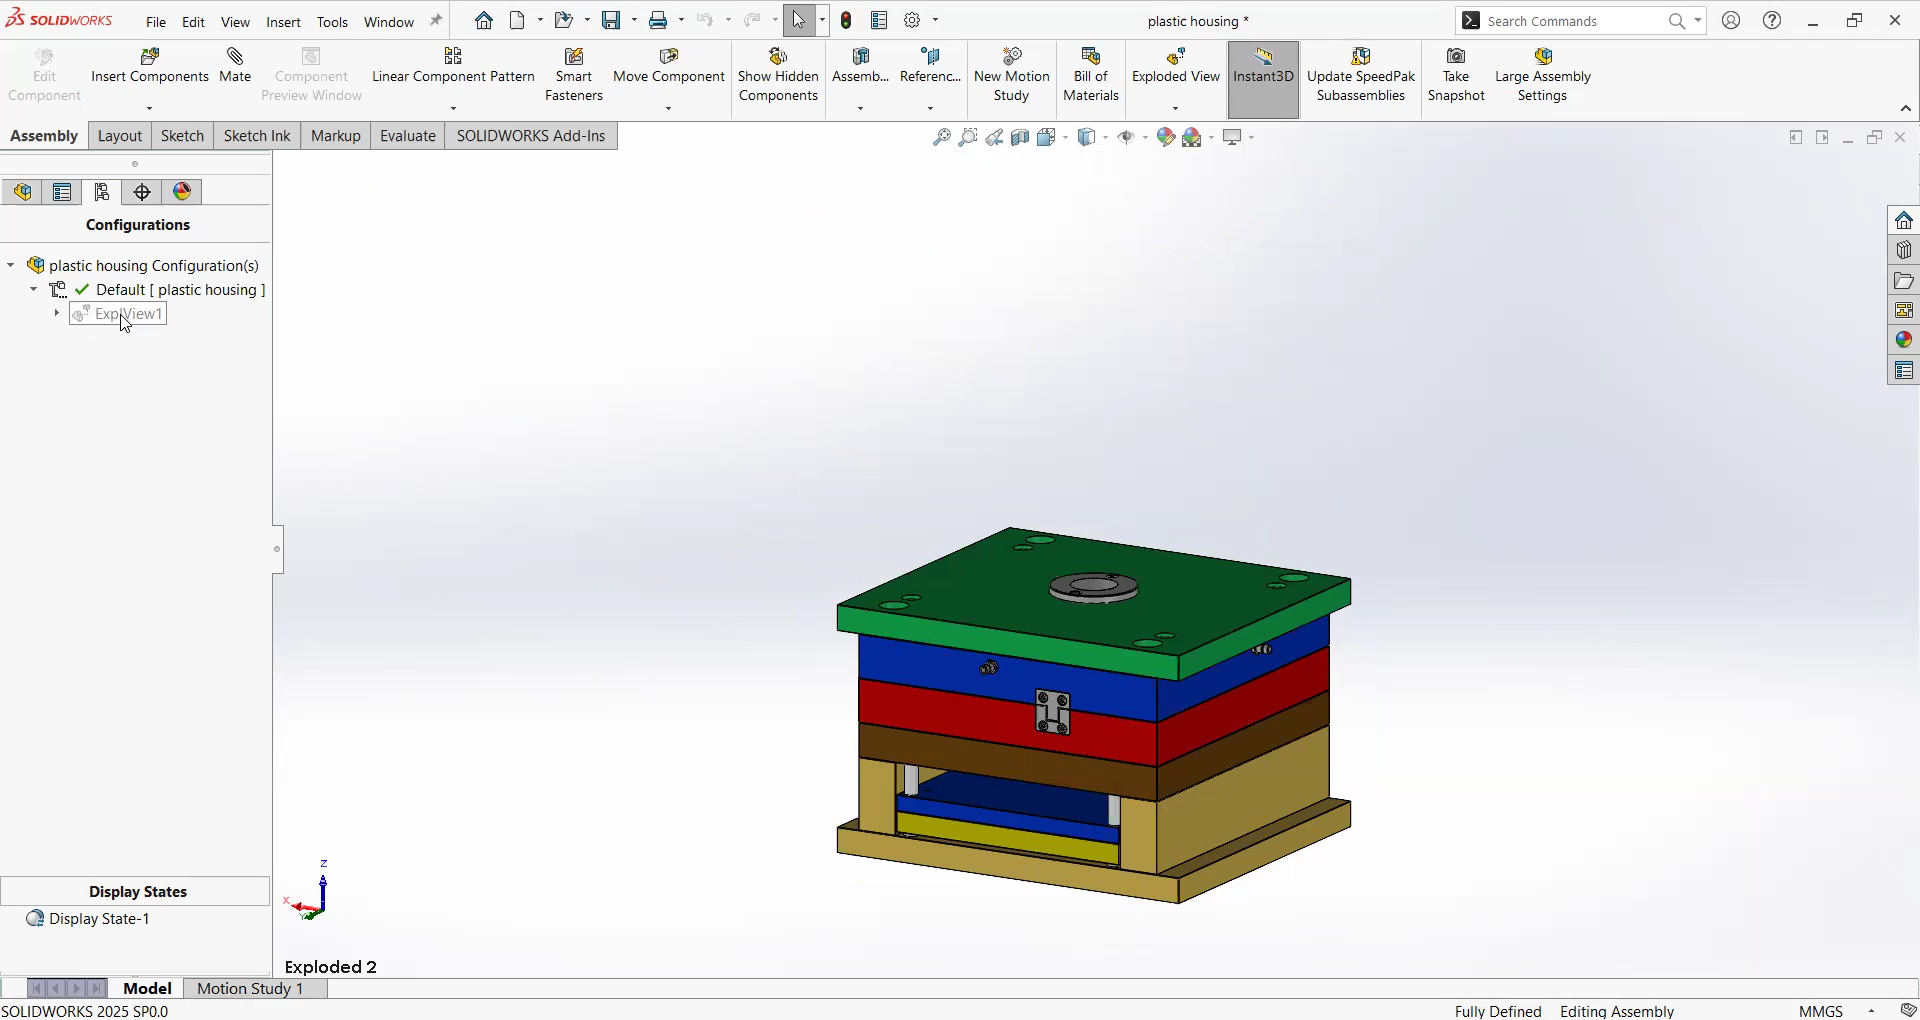 SOLIDWORKS File Edit View Insert Tools Window plastic housing * Search Commands
Edit Component Insert Components Mate Component Preview Window Linear Component Pattern Smart Fasteners Move Component Show Hidden Components Assemb... Referenc... New Motion Study Bill of Materials Exploded View Instant3D Update SpeedPak Subassemblies Take Snapshot Large Assembly Settings
Assembly Layout Sketch Sketch Ink Markup Evaluate SOLIDWORKS Add-Ins
Configurations
plastic housing Configuration(s)
Default [ plastic housing ]
ExplView1
Display States
Display State-1
z
x
Y
Exploded 2
Model Motion Study 1
SOLIDWORKS 2025 SP0.0 Fully Defined Editing Assembly MMGS